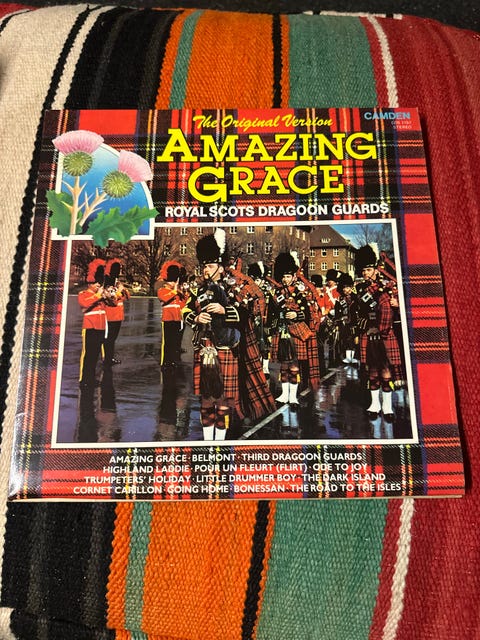 The Original Version
CAMDEN
STEREO
AMAZING
GRACE
ROYAL SCOTS DRAGOON GUARDS
AMAZING GRACE · BELMONT · THIRD DRAGOON GUARDS
HIGHLAND LADDIE · POUR UN FLEURT (FLIRT) · ODE TO JOY
TRUMPETERS' HOLIDAY · LITTLE DRUMMER BOY · THE DARK ISLAND
CORNET CARILLON · GOING HOME · BONESSAN · THE ROAD TO THE ISLES